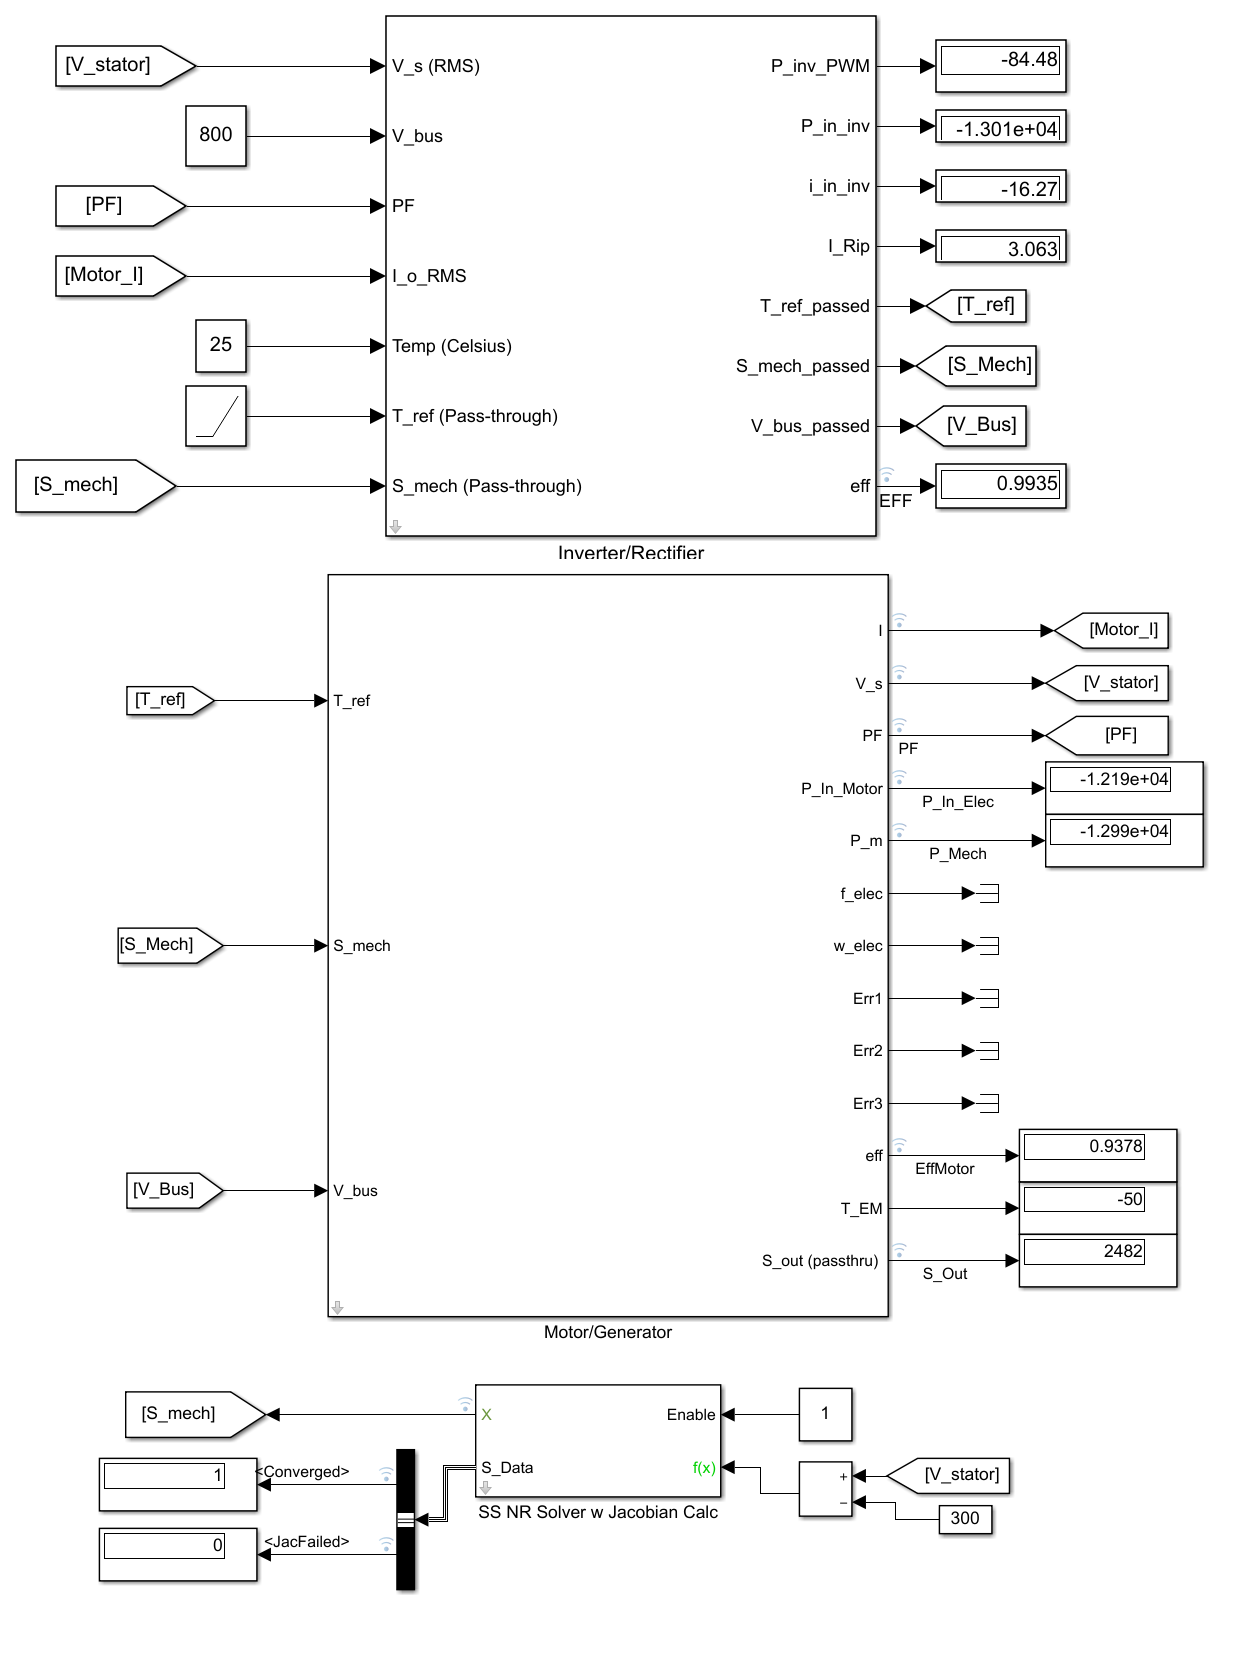 [V_stator]
V_s (RMS)
P_inv_PWM
-84.48
800
V_bus
P_in_inv
-1.301e+04
[PF]
PF
i_in_inv
-16.27
[Motor_I]
I_o_RMS
I_Rip
3.063
25
Temp (Celsius)
T_ref_passed
[T_ref]
S_mech_passed
[S_Mech]
T_ref (Pass-through)
V_bus_passed
[V_Bus]
[S_mech]
S_mech (Pass-through)
eff
EFF
0.9935
Inverter/Rectifier
I
[Motor_I]
[T_ref]
T_ref
V_s
[V_stator]
PF
PF
[PF]
P_In_Motor
P_In_Elec
-1.219e+04
P_m
P_Mech
-1.299e+04
f_elec
[S_Mech]
S_mech
w_elec
Err1
Err2
Err3
eff
EffMotor
0.9378
[V_Bus]
V_bus
T_EM
-50
S_out (passthru)
S_Out
2482
Motor/Generator
[S_mech]
X
Enable
1
1
<Converged>
S_Data
f(x)
+
−
[V_stator]
SS NR Solver w Jacobian Calc
300
0
<JacFailed>